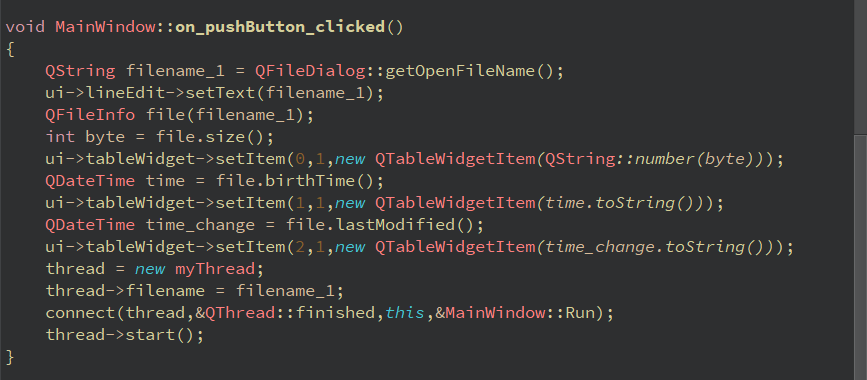 void MainWindow::on_pushButton_clicked()
{
    QString filename_1 = QFileDialog::getOpenFileName();
    ui->lineEdit->setText(filename_1);
    QFileInfo file(filename_1);
    int byte = file.size();
    ui->tableWidget->setItem(0,1,new QTableWidgetItem(QString::number(byte)));
    QDateTime time = file.birthTime();
    ui->tableWidget->setItem(1,1,new QTableWidgetItem(time.toString()));
    QDateTime time_change = file.lastModified();
    ui->tableWidget->setItem(2,1,new QTableWidgetItem(time_change.toString()));
    thread = new myThread;
    thread->filename = filename_1;
    connect(thread,&QThread::finished,this,&MainWindow::Run);
    thread->start();
}